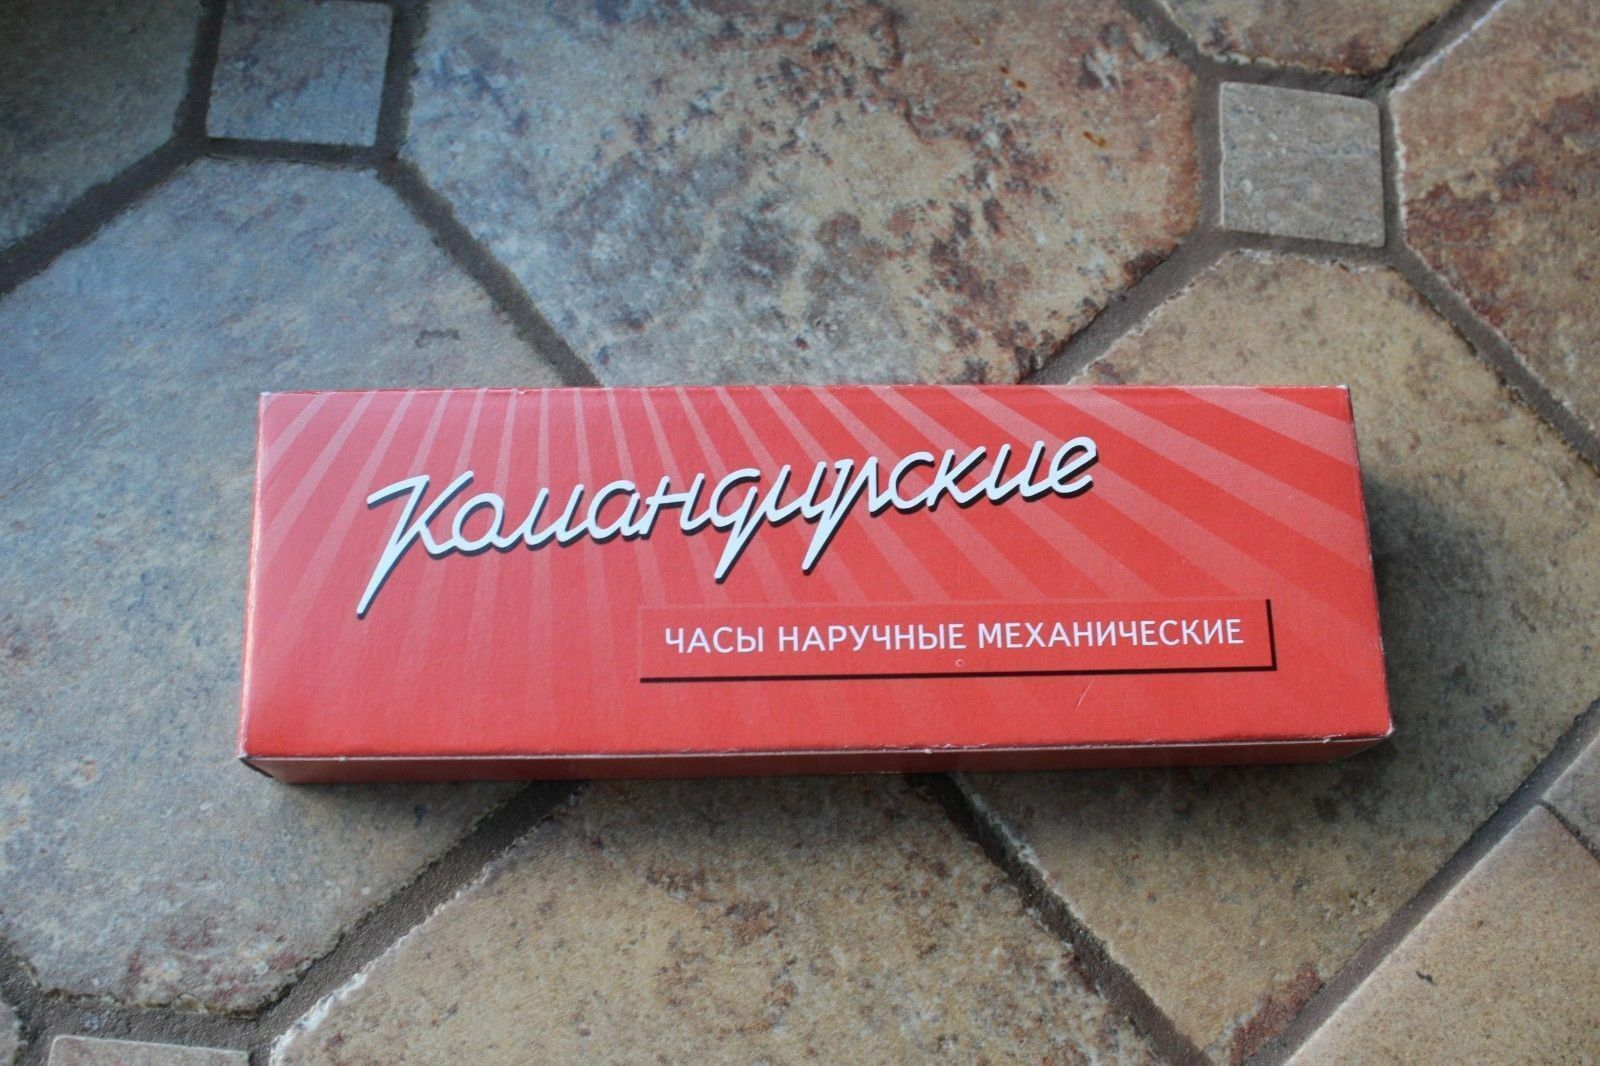 Командирские
ЧАСЫ НАРУЧНЫЕ МЕХАНИЧЕСКИЕ